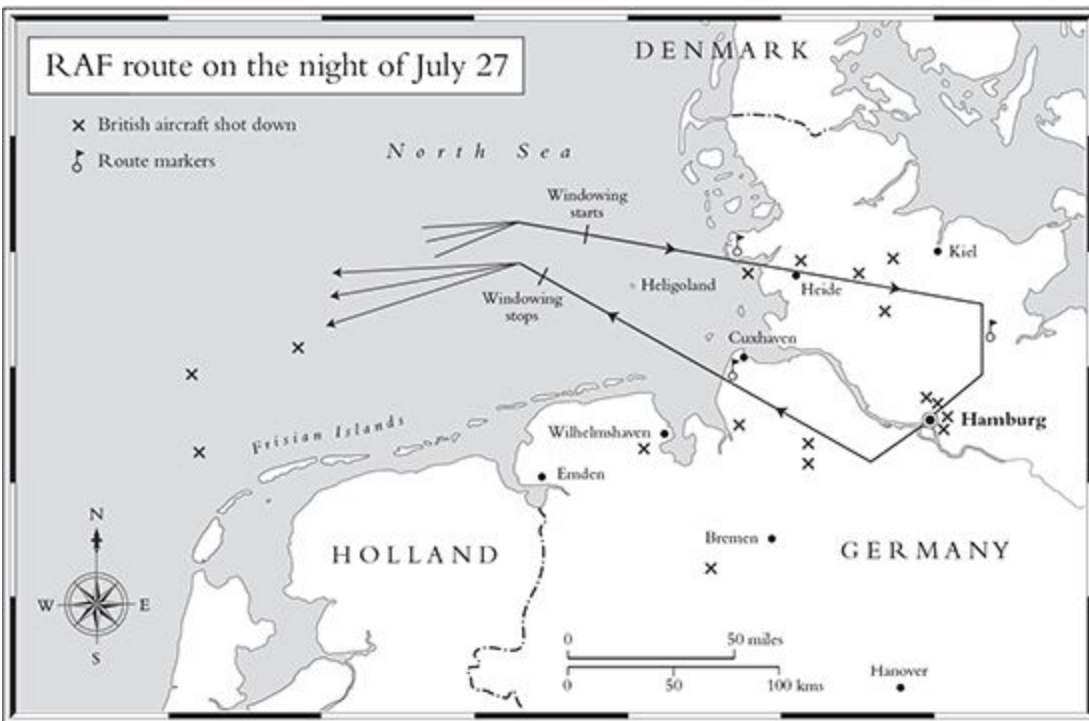 RAF route on the night of July 27
British aircraft shot down
Route markers
DENMARK
North Sea
Windowing
starts
Kiel
Heligoland
Heide
Windowing
stops
Cuxhaven
Hamburg
Frisian Islands
Wilhelmshaven
Emden
HOLLAND
Bremen
GERMANY
N
W
E
S
0
50 miles
0
50
100 kms
Hanover